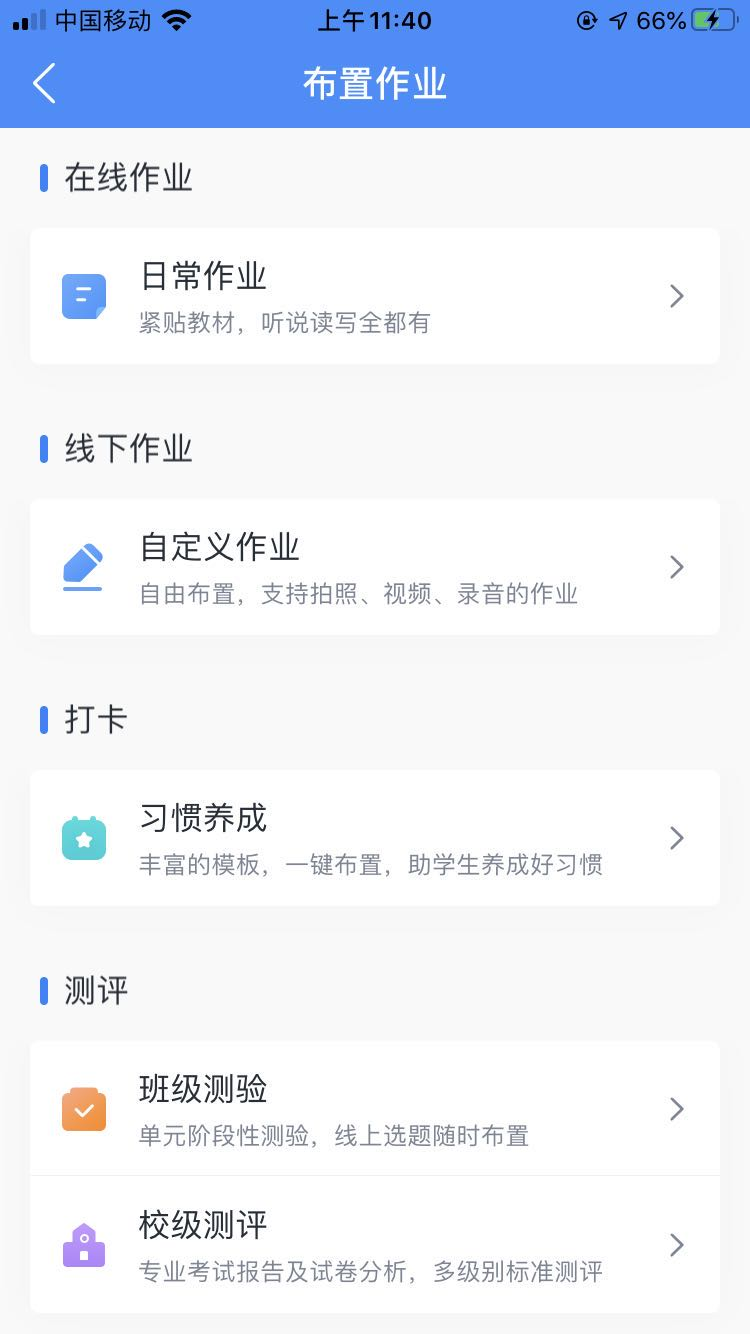 中国移动 上午11:40 66%
布置作业
在线作业
日常作业
紧贴教材，听说读写全都有
线下作业
自定义作业
自由布置，支持拍照、视频、录音的作业
打卡
习惯养成
丰富的模板，一键布置，助学生养成好习惯
测评
班级测验
单元阶段性测验，线上选题随时布置
校级测评
专业考试报告及试卷分析，多级别标准测评